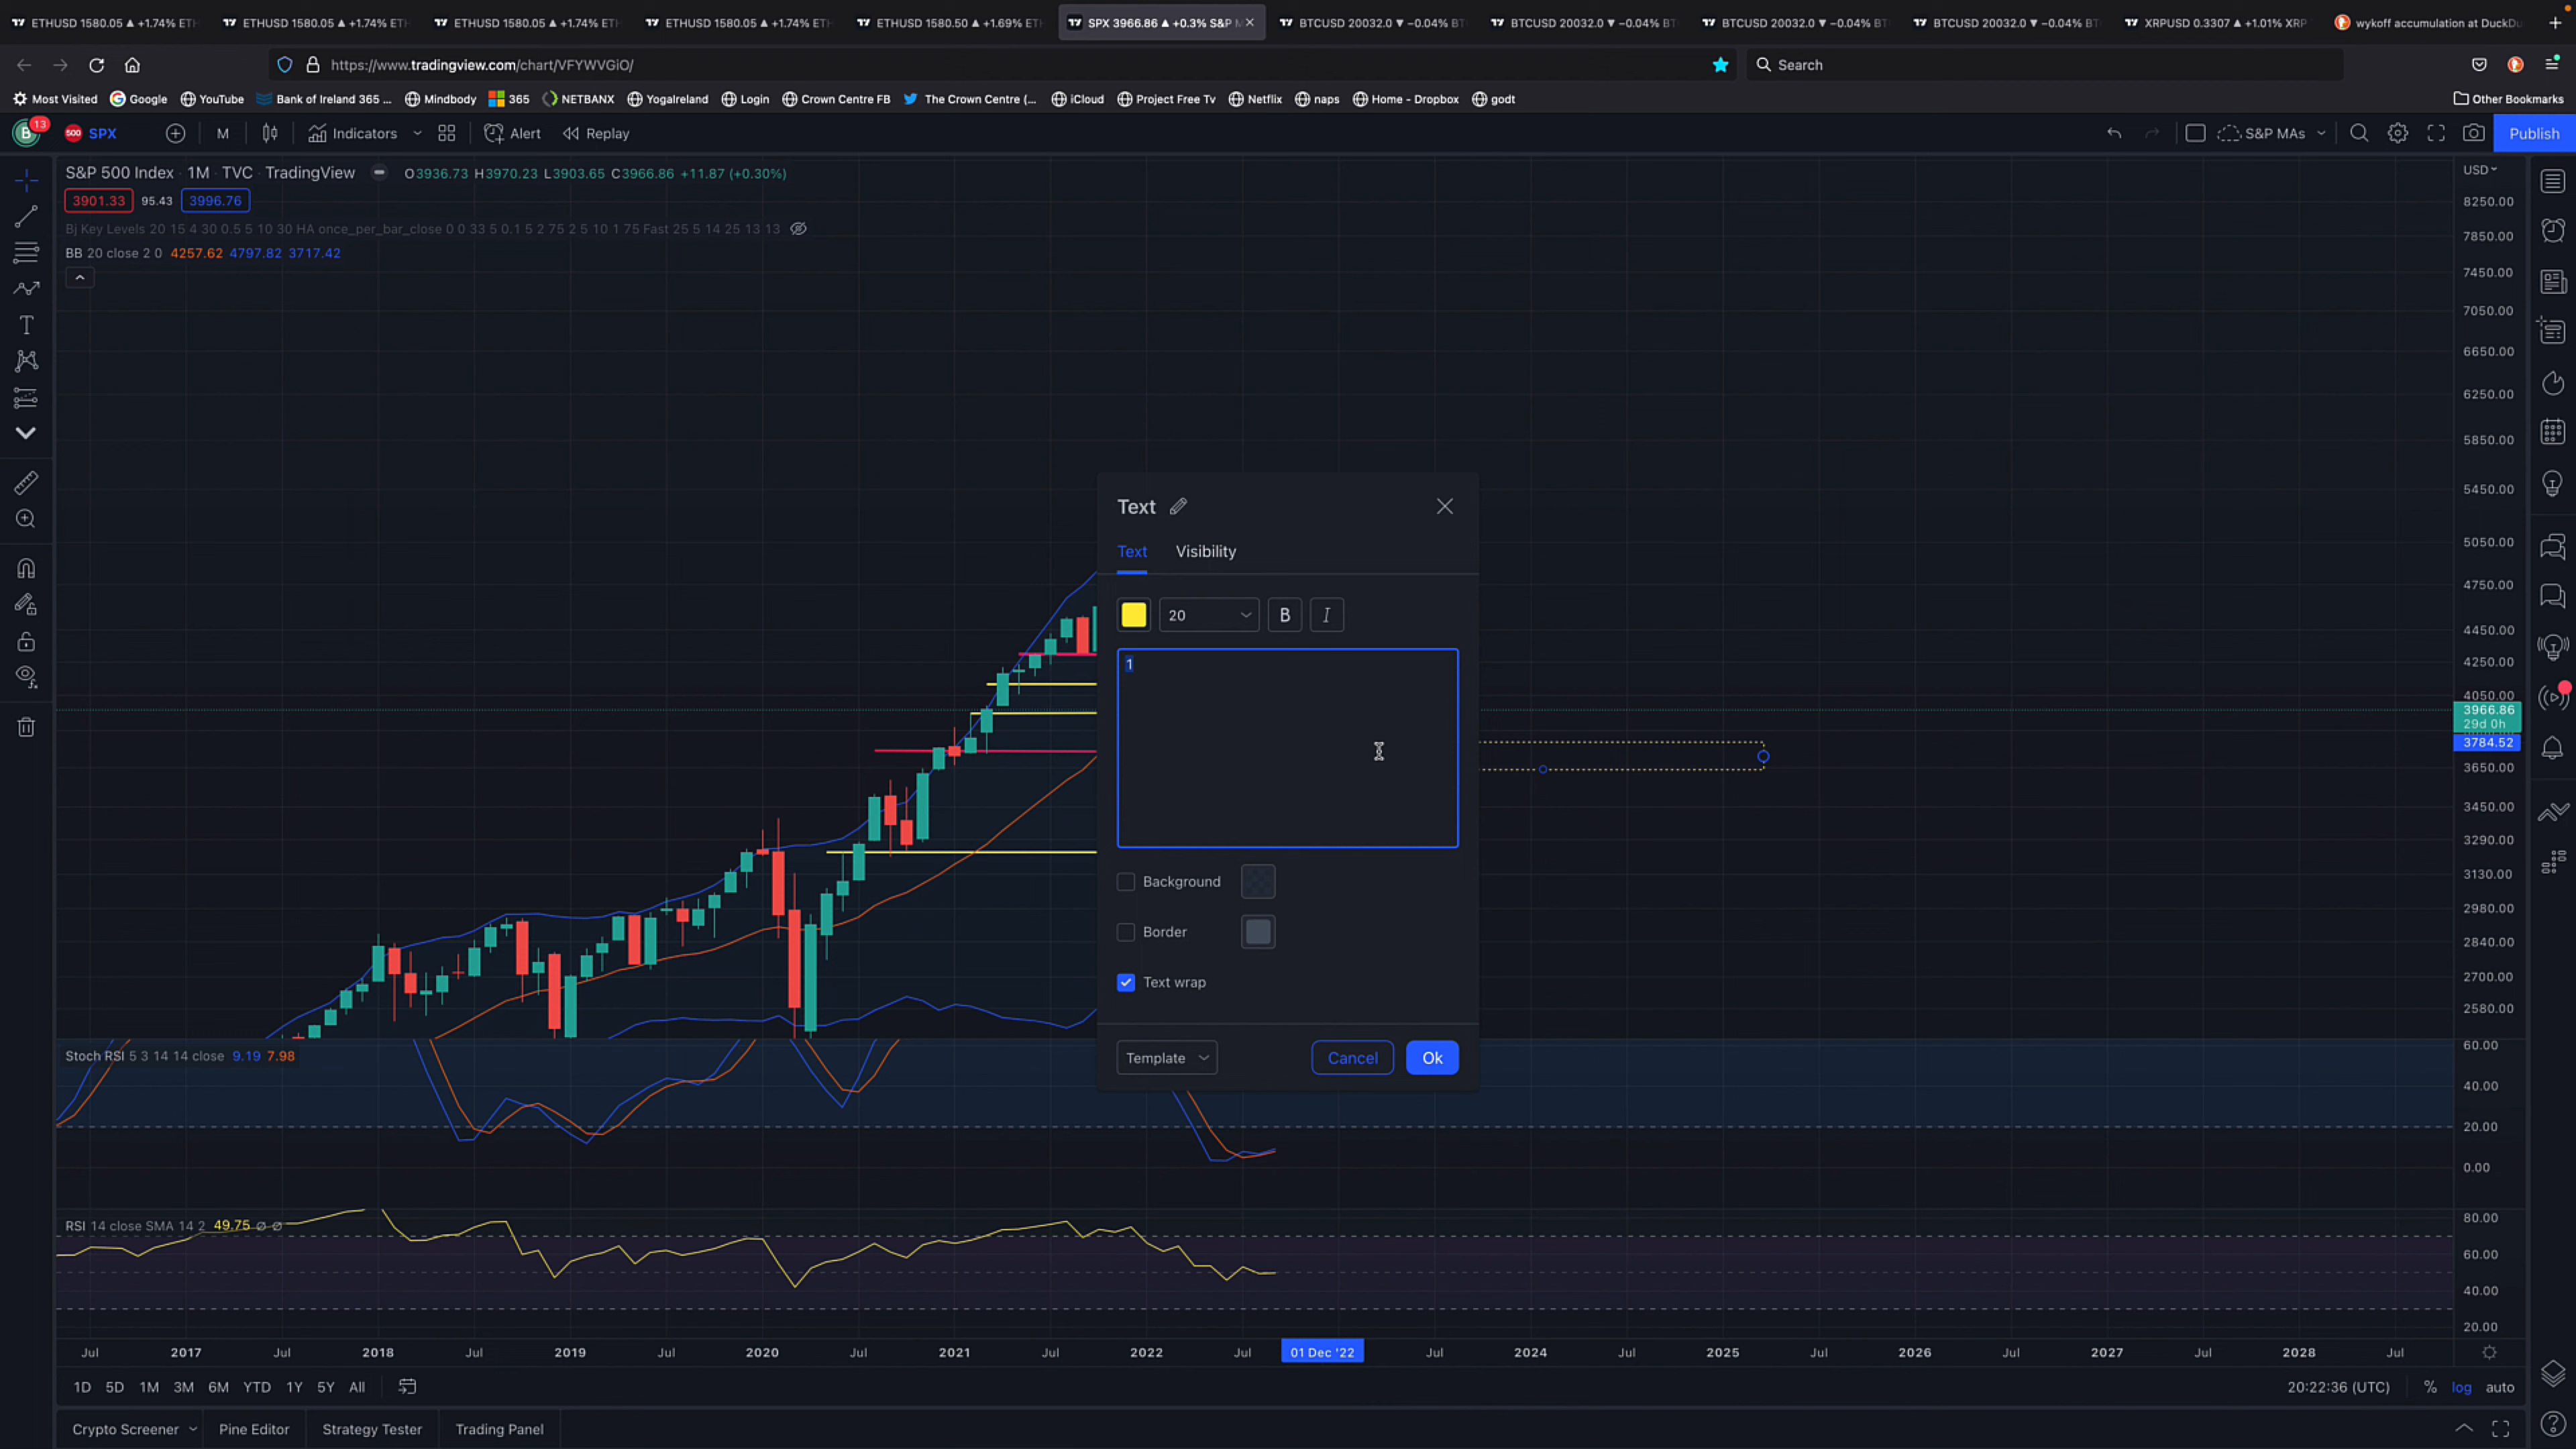 ETHUSD 1580.05 ▲ +1.74% ETH
ETHUSD 1580.05 ▲ +1.74% ETH
ETHUSD 1580.05 ▲ +1.74% ETH
ETHUSD 1580.05 ▲ +1.74% ETH
ETHUSD 1580.50 ▲ +1.69% ETH
SPX 3966.86 ▲ +0.3% S&P M
BTCUSD 20032.0 ▼ −0.04% BT
BTCUSD 20032.0 ▼ −0.04% BT
BTCUSD 20032.0 ▼ −0.04% BT
BTCUSD 20032.0 ▼ −0.04% BT
XRPUSD 0.3307 ▲ +1.01% XRP
wykoff accumulation at DuckDu
https://www.tradingview.com/chart/VFYWVGiO/
Search
Most Visited Google YouTube Bank of Ireland 365 ... Mindbody 365 NETBANX YogaIreland Login Crown Centre FB The Crown Centre (... iCloud Project Free Tv Netflix naps Home - Dropbox godt Other Bookmarks
B 13 500 SPX M Indicators Alert Replay S&P MAs Publish
S&P 500 Index · 1M · TVC · TradingView O3936.73 H3970.23 L3903.65 C3966.86 +11.87 (+0.30%)
3901.33 95.43 3996.76
Bj Key Levels 20 15 4 30 0.5 5 10 30 HA once_per_bar_close 0 0 33 5 0.1 5 2 75 2 5 10 1 75 Fast 25 5 14 25 13 13
BB 20 close 2 0 4257.62 4797.82 3717.42
USD
8250.00
7850.00
7450.00
7050.00
6650.00
6250.00
5850.00
5450.00
5050.00
4750.00
4450.00
4250.00
4050.00
3966.86
29d 0h
3784.52
3650.00
3450.00
3290.00
3130.00
2980.00
2840.00
2700.00
2580.00
Text
Text Visibility
20 B I
1
Background
Border
Text wrap
Template Cancel Ok
Stoch RSI 5 3 14 14 close 9.19 7.98
60.00
40.00
20.00
0.00
RSI 14 close SMA 14 2 49.75 ∅ ∅
80.00
60.00
40.00
20.00
Jul 2017 Jul 2018 Jul 2019 Jul 2020 Jul 2021 Jul 2022 Jul 01 Dec '22 Jul 2024 Jul 2025 Jul 2026 Jul 2027 Jul 2028 Jul
1D 5D 1M 3M 6M YTD 1Y 5Y All 20:22:36 (UTC) % log auto
Crypto Screener Pine Editor Strategy Tester Trading Panel